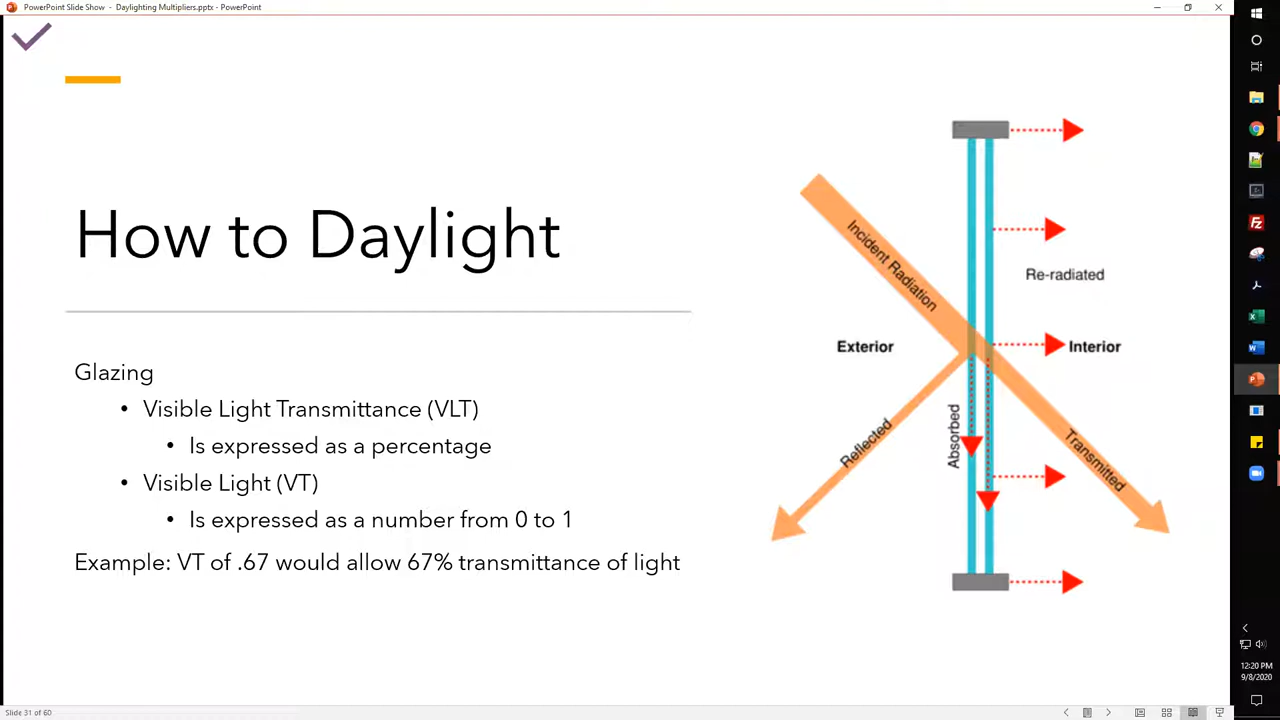 PowerPoint Slide Show - Daylighting Multipliers.pptx - PowerPoint
How to Daylight
Glazing
• Visible Light Transmittance (VLT)
• Is expressed as a percentage
• Visible Light (VT)
• Is expressed as a number from 0 to 1
Example: VT of .67 would allow 67% transmittance of light
Incident Radiation
Re-radiated
Exterior
Interior
Absorbed
Reflected
Transmitted
Slide 31 of 60
12:20 PM
9/8/2020